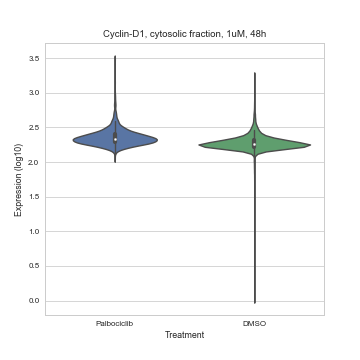 Cyclin-D1, cytosolic fraction, 1uM, 48h
3.5
3.0
2.5
2.0
1.5
1.0
0.5
0.0
Expression (log10)
Palbociclib
DMSO
Treatment